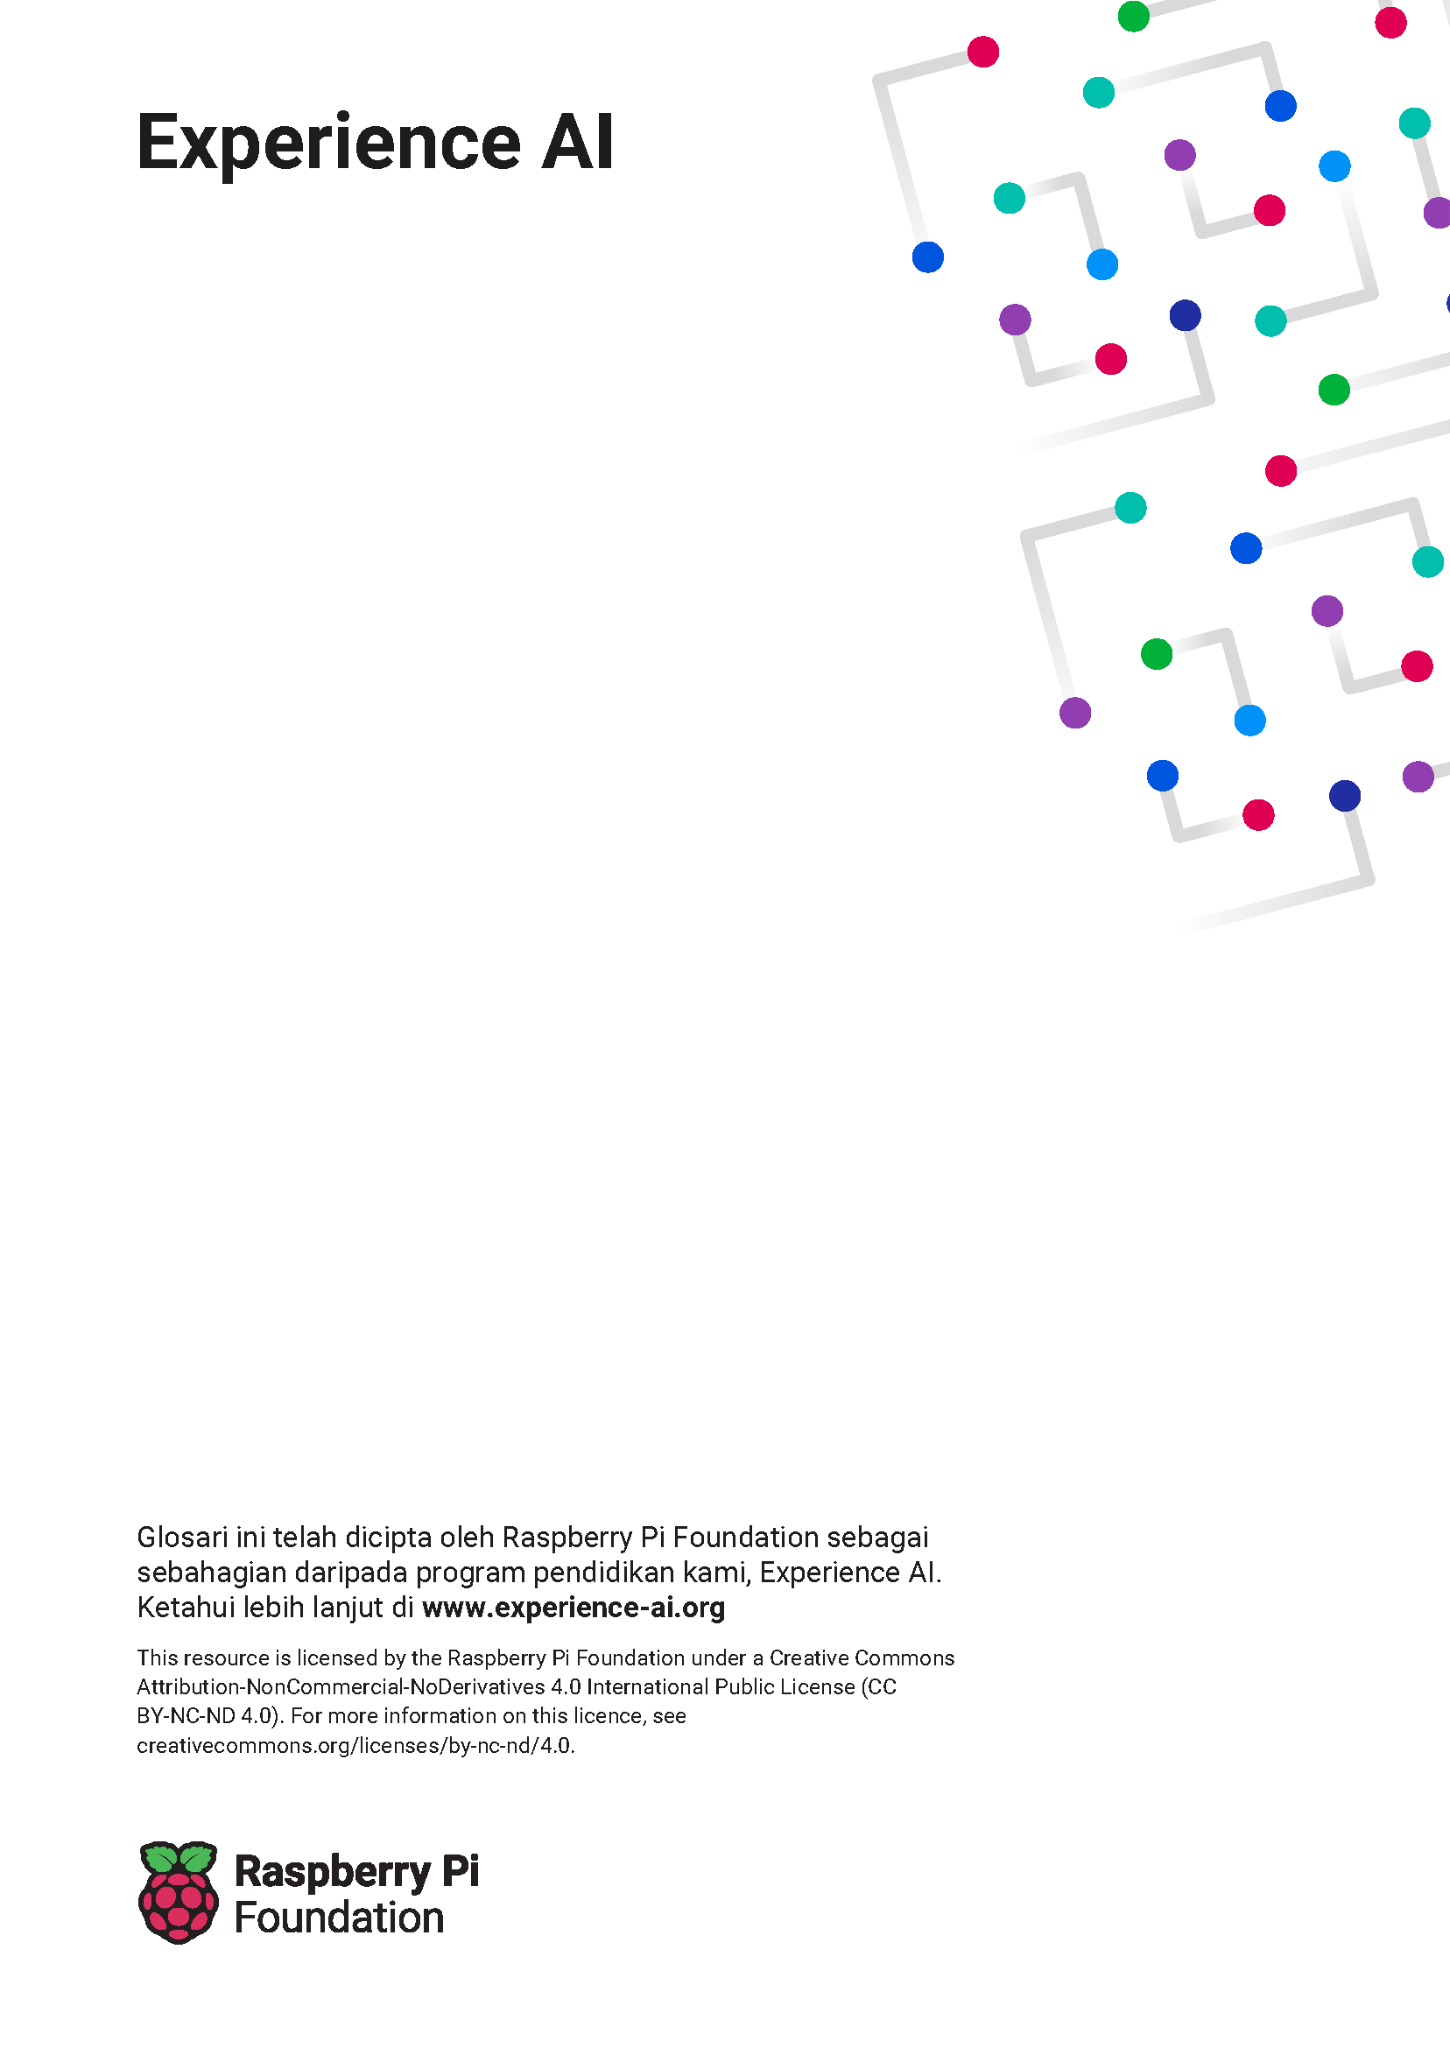 Experience AI
Glosari ini telah dicipta oleh Raspberry Pi Foundation sebagai
sebahagian daripada program pendidikan kami, Experience AI.
Ketahui lebih lanjut di www.experience-ai.org
This resource is licensed by the Raspberry Pi Foundation under a Creative Commons
Attribution-NonCommercial-NoDerivatives 4.0 International Public License (CC
BY-NC-ND 4.0). For more information on this licence, see
creativecommons.org/licenses/by-nc-nd/4.0.
Raspberry Pi
Foundation